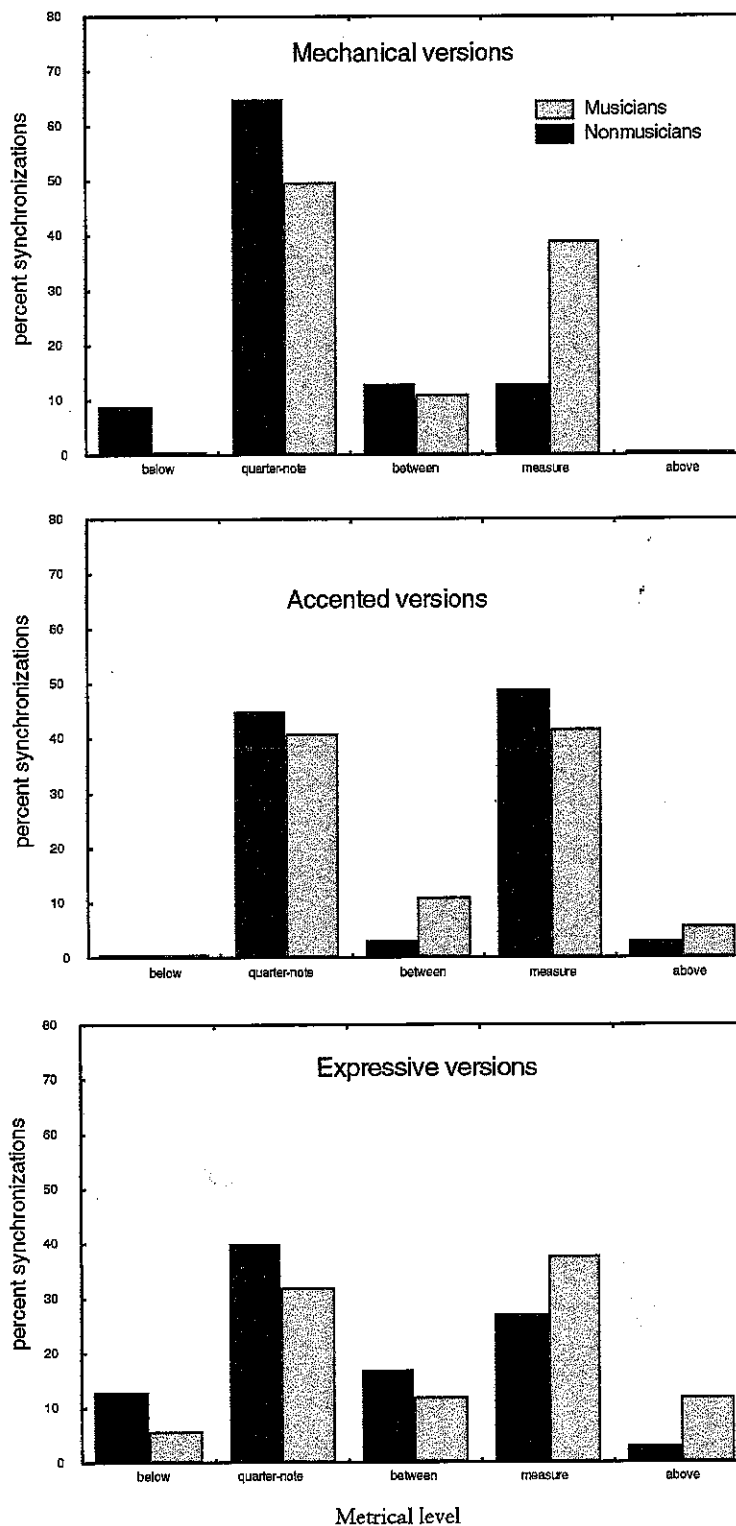 80
Mechanical versions
70
Musicians
Nonmusicians
60
50
40
30
20
10
0
percent synchronizations
below quarter-note between measure above
80
70
Accented versions
60
50
40
30
20
10
0
percent synchronizations
below quarter-note between measure above
80
Expressive versions
70
60
50
40
30
20
10
0
percent synchronizations
below quarter-note between measure above
Metrical level